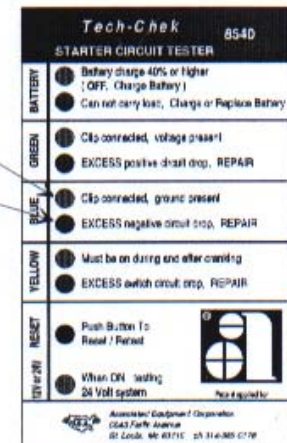 Tech-Chek 8540
STARTER CIRCUIT TESTER
BATTERY
Battery charge 40% or higher
(OFF, Charge Battery)
Can not carry load, Charge or Replace Battery
GREEN
Clip connected, voltage present
EXCESS positive circuit drop, REPAIR
BLUE
Clip connected, ground present
EXCESS negative circuit drop, REPAIR
YELLOW
Must be on during and after cranking
EXCESS switch circuit drop, REPAIR
RESET
Push Button To
Reset / Retest
12V or 24V
When ON testing
24 Volt system
Patent applied for
Associated Equipment Corporation
Avenue
St. Louis, Mo